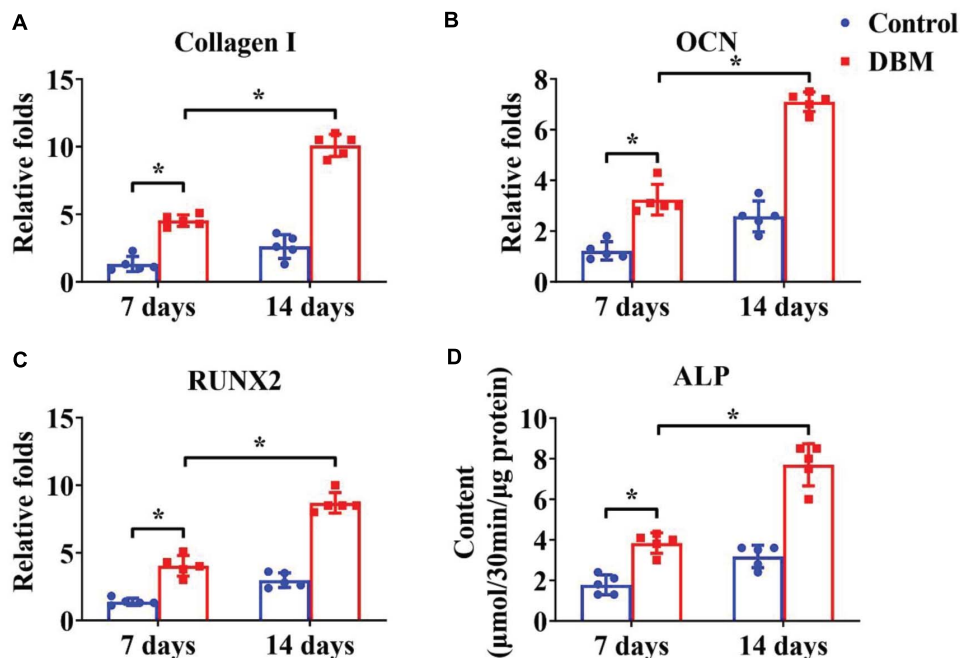 A
Collagen I
Relative folds
15
10
5
0
*
*
7 days
14 days
B
OCN
Relative folds
8
6
4
2
0
*
*
7 days
14 days
Control
DBM
C
RUNX2
Relative folds
15
10
5
0
*
*
7 days
14 days
D
ALP
Content
(μmol/30min/μg protein)
10
8
6
4
2
0
*
*
7 days
14 days